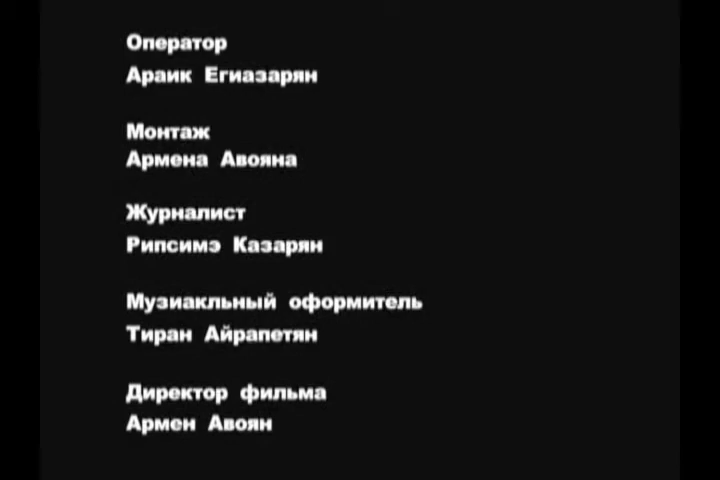 Оператор
Араик Егиазарян
Монтаж
Армена Авояна
Журналист
Рипсимэ Казарян
Музиакльный оформитель
Тиран Айрапетян
Директор фильма
Армен Авоян